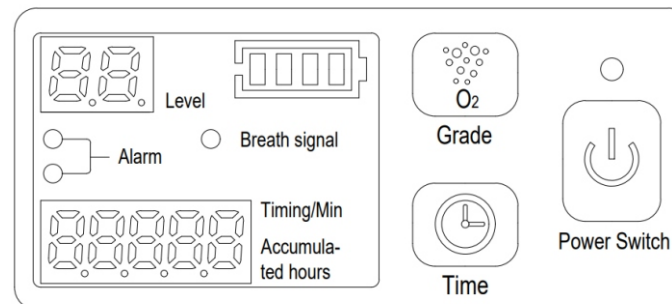 Level
Alarm
Breath signal
Timing/Min
Accumula-
ted hours
O₂
Grade
Time
Power Switch